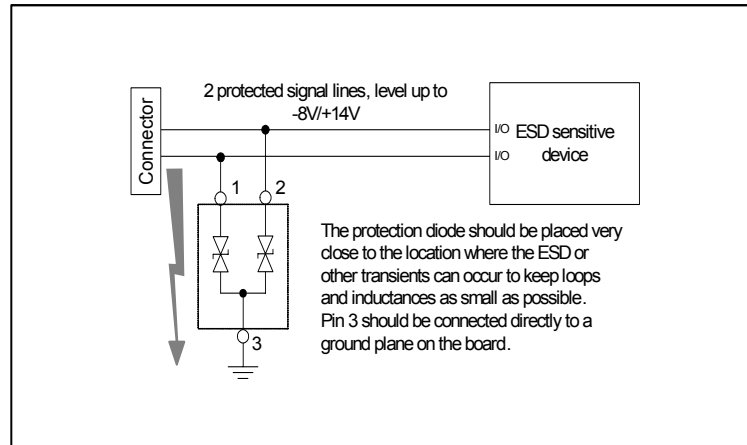 2 protected signal lines, level up to
-8V/+14V
Connector
I/O
ESD sensitive
device
I/O
1
2
The protection diode should be placed very
close to the location where the ESD or
other transients can occur to keep loops
and inductances as small as possible.
Pin 3 should be connected directly to a
ground plane on the board.
3